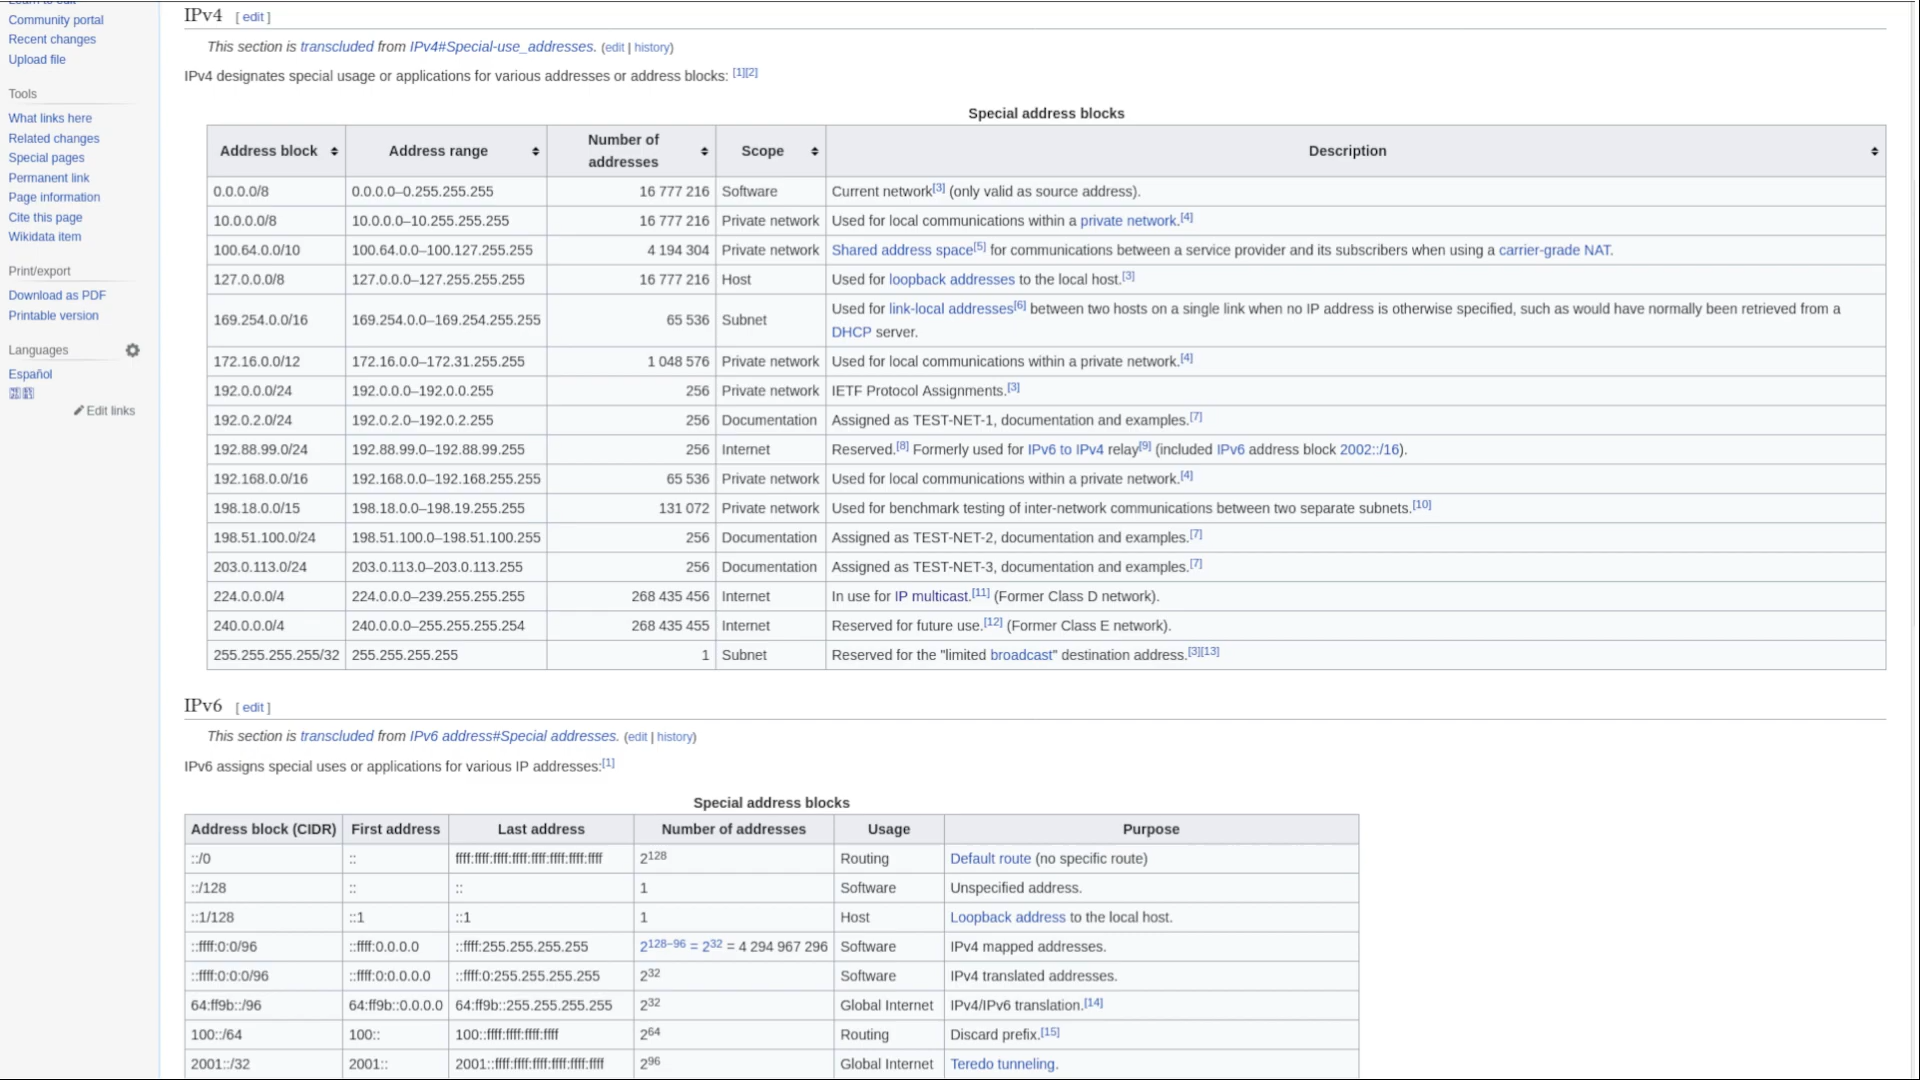 Community portal
Recent changes
Upload file
Tools
What links here
Related changes
Special pages
Permanent link
Page information
Cite this page
Wikidata item
Print/export
Download as PDF
Printable version
Languages
Español
Edit links
IPv4 [ edit ]
This section is transcluded from IPv4#Special-use_addresses. (edit | history)
IPv4 designates special usage or applications for various addresses or address blocks: [1][2]
Special address blocks
Address block Address range Number of addresses Scope Description
0.0.0.0/8 0.0.0.0–0.255.255.255 16 777 216 Software Current network[3] (only valid as source address).
10.0.0.0/8 10.0.0.0–10.255.255.255 16 777 216 Private network Used for local communications within a private network.[4]
100.64.0.0/10 100.64.0.0–100.127.255.255 4 194 304 Private network Shared address space[5] for communications between a service provider and its subscribers when using a carrier-grade NAT.
127.0.0.0/8 127.0.0.0–127.255.255.255 16 777 216 Host Used for loopback addresses to the local host.[3]
169.254.0.0/16 169.254.0.0–169.254.255.255 65 536 Subnet Used for link-local addresses[6] between two hosts on a single link when no IP address is otherwise specified, such as would have normally been retrieved from a
DHCP server.
172.16.0.0/12 172.16.0.0–172.31.255.255 1 048 576 Private network Used for local communications within a private network.[4]
192.0.0.0/24 192.0.0.0–192.0.0.255 256 Private network IETF Protocol Assignments.[3]
192.0.2.0/24 192.0.2.0–192.0.2.255 256 Documentation Assigned as TEST-NET-1, documentation and examples.[7]
192.88.99.0/24 192.88.99.0–192.88.99.255 256 Internet Reserved.[8] Formerly used for IPv6 to IPv4 relay[9] (included IPv6 address block 2002::/16).
192.168.0.0/16 192.168.0.0–192.168.255.255 65 536 Private network Used for local communications within a private network.[4]
198.18.0.0/15 198.18.0.0–198.19.255.255 131 072 Private network Used for benchmark testing of inter-network communications between two separate subnets.[10]
198.51.100.0/24 198.51.100.0–198.51.100.255 256 Documentation Assigned as TEST-NET-2, documentation and examples.[7]
203.0.113.0/24 203.0.113.0–203.0.113.255 256 Documentation Assigned as TEST-NET-3, documentation and examples.[7]
224.0.0.0/4 224.0.0.0–239.255.255.255 268 435 456 Internet In use for IP multicast.[11] (Former Class D network).
240.0.0.0/4 240.0.0.0–255.255.255.254 268 435 455 Internet Reserved for future use.[12] (Former Class E network).
255.255.255.255/32 255.255.255.255 1 Subnet Reserved for the "limited broadcast" destination address.[3][13]
IPv6 [ edit ]
This section is transcluded from IPv6 address#Special addresses. (edit | history)
IPv6 assigns special uses or applications for various IP addresses:[1]
Special address blocks
Address block (CIDR) First address Last address Number of addresses Usage Purpose
::/0 :: ffff:ffff:ffff:ffff:ffff:ffff:ffff:ffff 2¹²⁸ Routing Default route (no specific route)
::/128 :: :: 1 Software Unspecified address.
::1/128 ::1 ::1 1 Host Loopback address to the local host.
::ffff:0:0/96 ::ffff:0.0.0.0 ::ffff:255.255.255.255 2¹²⁸⁻⁹⁶ = 2³² = 4 294 967 296 Software IPv4 mapped addresses.
::ffff:0:0:0/96 ::ffff:0:0.0.0.0 ::ffff:0:255.255.255.255 2³² Software IPv4 translated addresses.
64:ff9b::/96 64:ff9b::0.0.0.0 64:ff9b::255.255.255.255 2³² Global Internet IPv4/IPv6 translation.[14]
100::/64 100:: 100::ffff:ffff:ffff:ffff 2⁶⁴ Routing Discard prefix.[15]
2001::/32 2001:: 2001::ffff:ffff:ffff:ffff:ffff:ffff 2⁹⁶ Global Internet Teredo tunneling.